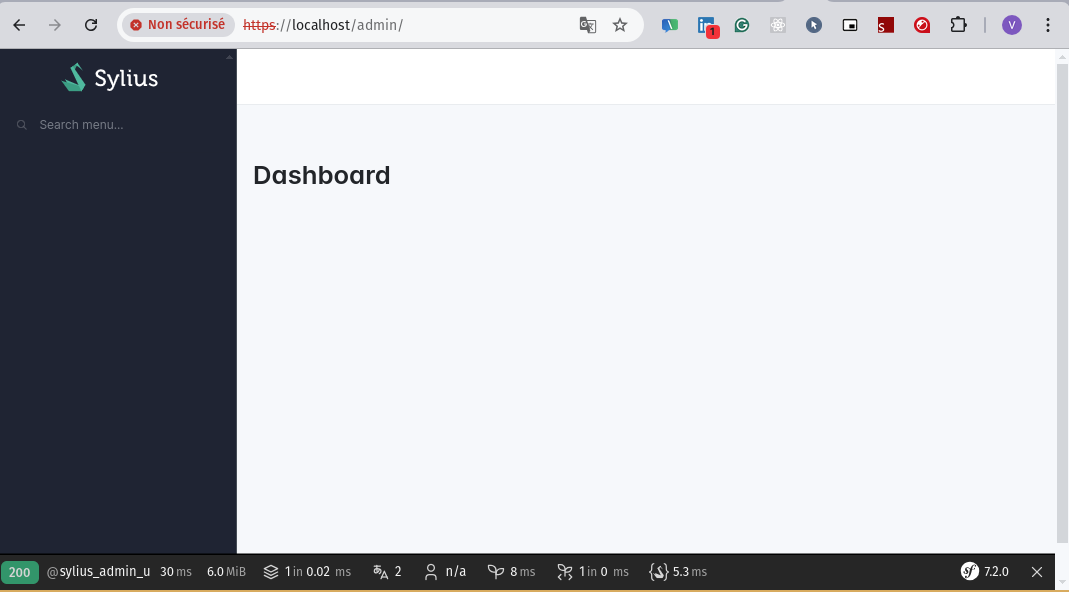 Non sécurisé https://localhost/admin/
1
V
Sylius
Search menu...
Dashboard
200 @sylius_admin_u 30 ms 6.0 MiB 1 in 0.02 ms 2 n/a 8 ms 1 in 0 ms 5.3 ms sf 7.2.0